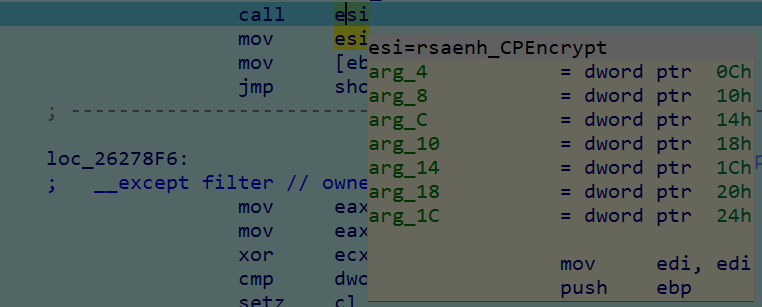 call esi
mov esi
mov [eb
jmp sho
; ------------------------------
loc_26278F6:
; __except filter // owne
mov eax
mov eax
xor ecx
cmp dwo
setz cl
esi=rsaenh_CPEncrypt
arg_4 = dword ptr 0Ch
arg_8 = dword ptr 10h
arg_C = dword ptr 14h
arg_10 = dword ptr 18h
arg_14 = dword ptr 1Ch
arg_18 = dword ptr 20h
arg_1C = dword ptr 24h
mov edi, edi
push ebp